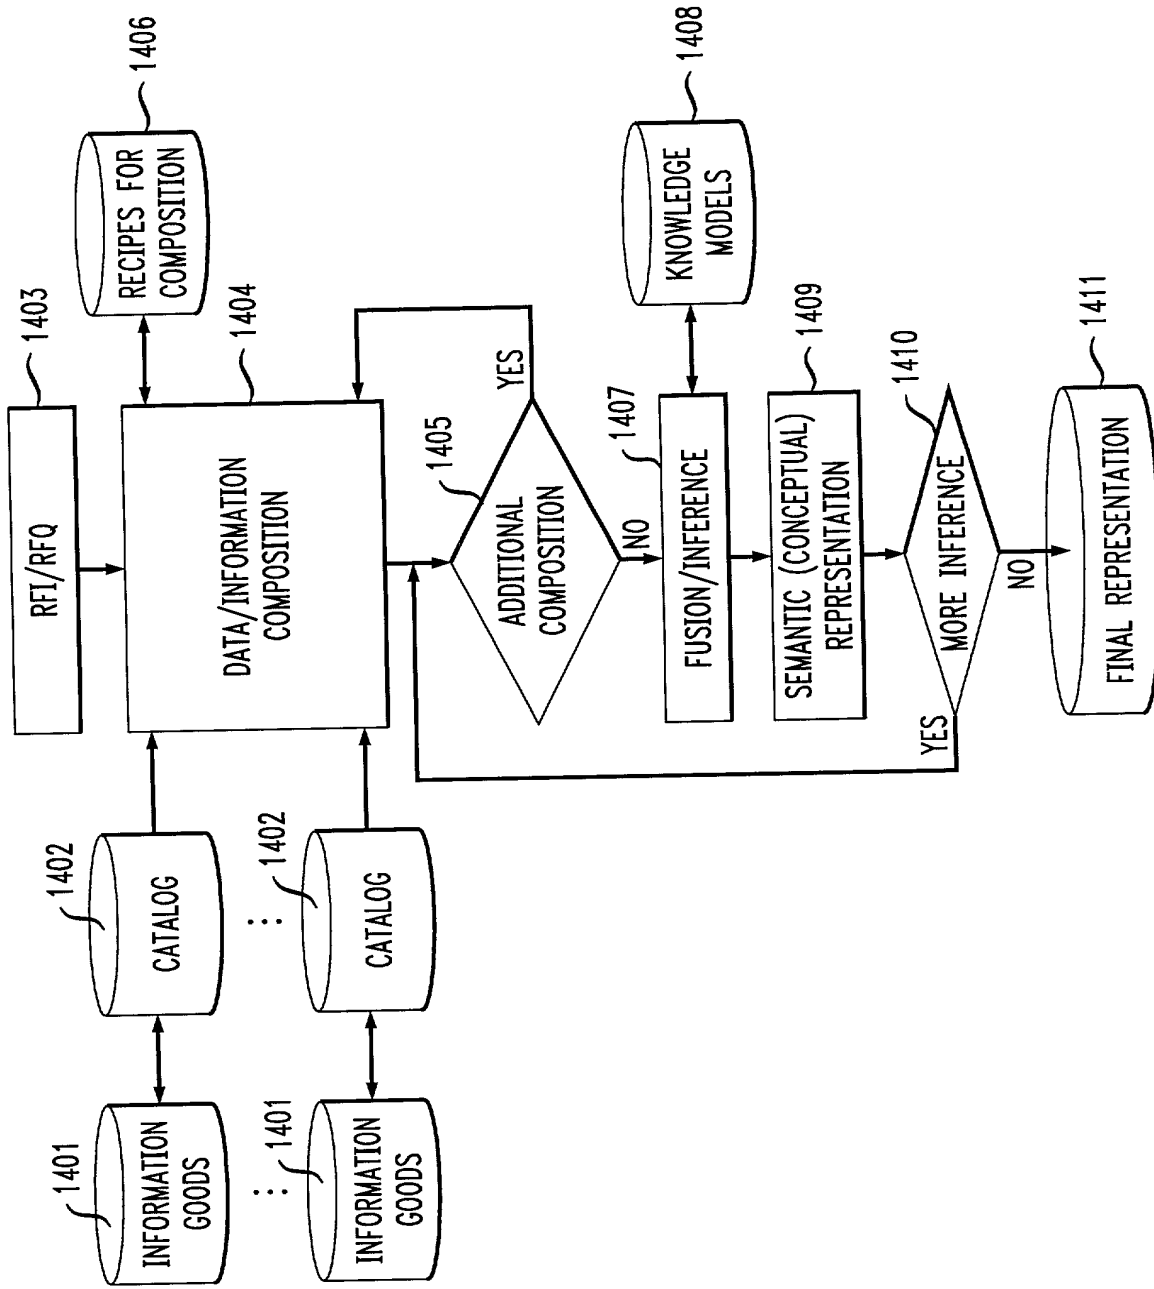 RFI/RFQ
1403
INFORMATION
GOODS
1401
CATALOG
1402
DATA/INFORMATION
COMPOSITION
1404
RECIPES FOR
COMPOSITION
1406
INFORMATION
GOODS
1401
CATALOG
1402
ADDITIONAL
COMPOSITION
1405
YES
NO
FUSION/INFERENCE
1407
KNOWLEDGE
MODELS
1408
SEMANTIC (CONCEPTUAL)
REPRESENTATION
1409
MORE INFERENCE
1410
YES
NO
FINAL REPRESENTATION
1411